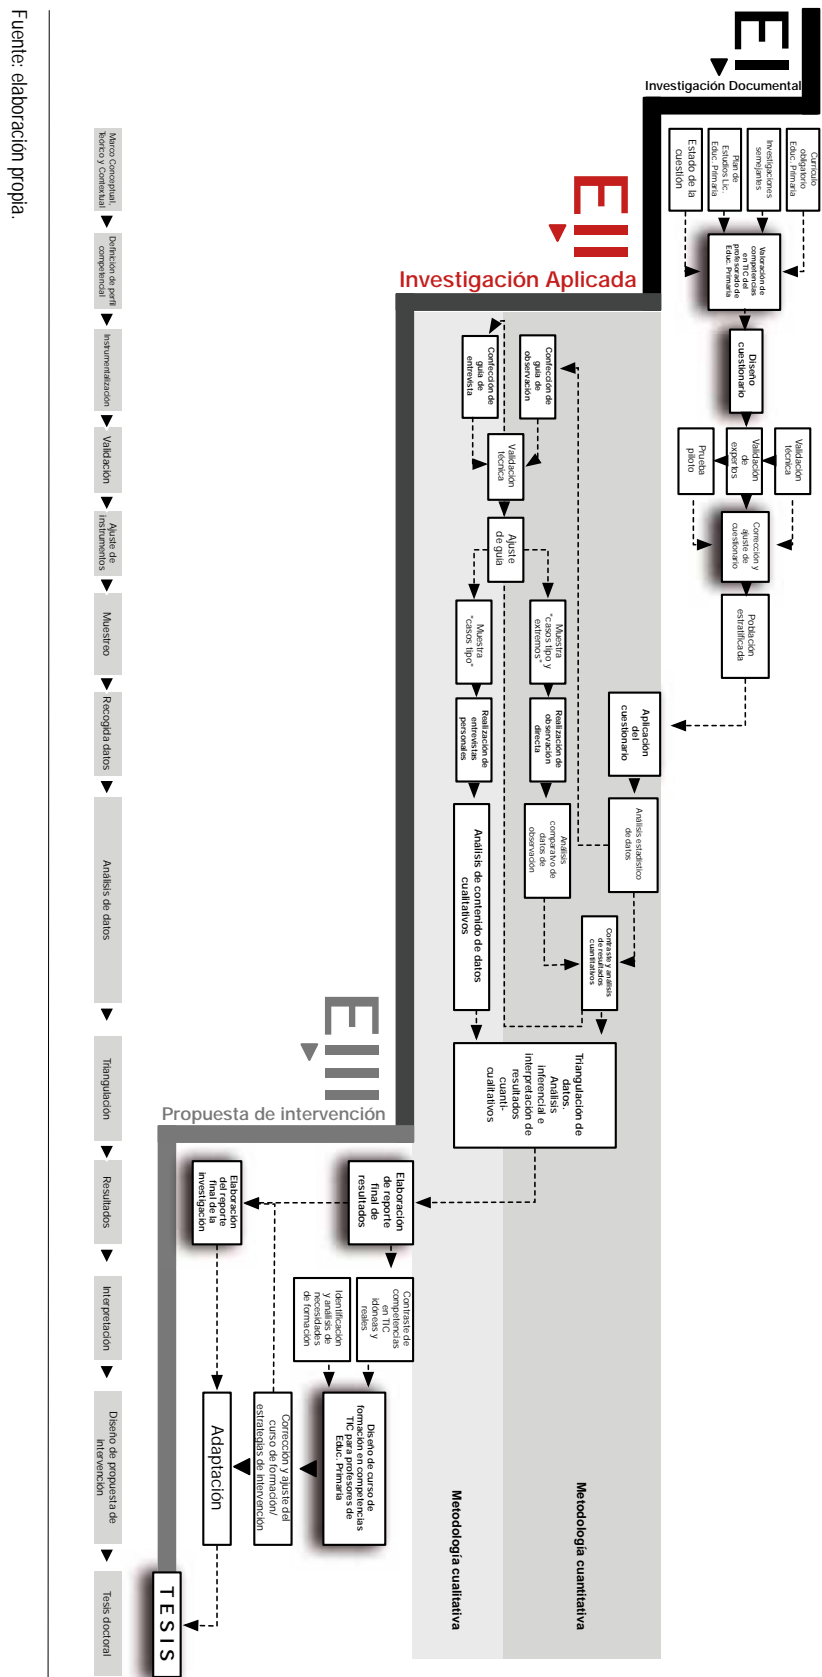 EI
Investigación Documental
Currículo
obligatorio
Educ. Primaria
Investigaciones
semejantes
Plan de
Estudios Lic.
Educ. Primaria
Estado de la
cuestión
Valoración de
competencias
en TIC del
profesorado de
Educ. Primaria
Diseño
cuestionario
Validación
técnica
Validación
de
expertos
Prueba
piloto
Corrección y
ajuste de
cuestionario
Población
estratificada
EII
Investigación Aplicada
Aplicación
del
cuestionario
Análisis estadístico
de datos
Confección de
guía de
observación
Confección de
guía de
entrevista
Validación
técnica
Ajuste
de guía
Muestra
"casos tipo y
extremos"
Muestra
"casos tipo"
Realización de
observación
directa
Realización de
entrevistas
personales
Análisis
comparatvo de
datos de
observación
Análisis de contenido de datos
cualitativos
Contraste y análisis
de resultados
cuantitativos
Triangulación de
datos.
Análisis
inferencial e
interpretación de
resultados
cuanti-
cualitativos
Metodología cuantitativa
Metodología cualitativa
EIII
Propuesta de intervención
Elaboración
de reporte
final de
resultados
Elaboración
del reporte
final de la
investigación
Contraste de
competencias
en TIC
idóneas y
reales
Identificación
y análisis de
necesidades
de formación
Diseño de curso de
formación en competencias
TIC para profesores de
Educ. Primaria
Corrección y ajuste del
curso de formación/
estrategias de intervención
Adaptación
TESIS
Marco Conceptual,
Teórico y Contextual
Definición de perfil
competencial
Instrumentalización
Validación
Ajuste de
instrumentos
Muestreo
Recogida datos
Análisis de datos
Triangulación
Resultados
Interpretación
Diseño de propuesta de
intervención
Tesis doctoral
Fuente: elaboración propia.